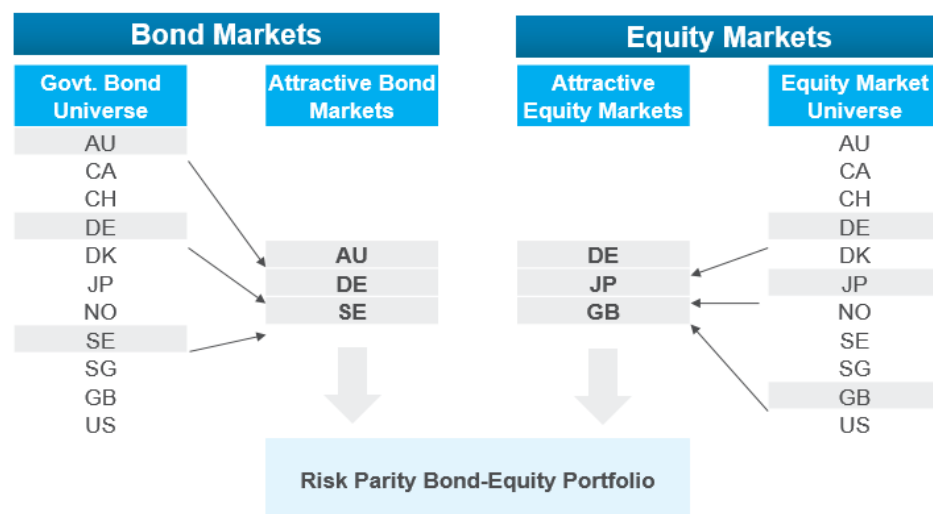 Bond Markets
Equity Markets
Govt. Bond
Universe
Attractive Bond
Markets
Attractive
Equity Markets
Equity Market
Universe
AU
CA
CH
DE
DK
JP
NO
SE
SG
GB
US
AU
DE
SE
DE
JP
GB
AU
CA
CH
DE
DK
JP
NO
SE
SG
GB
US
Risk Parity Bond-Equity Portfolio